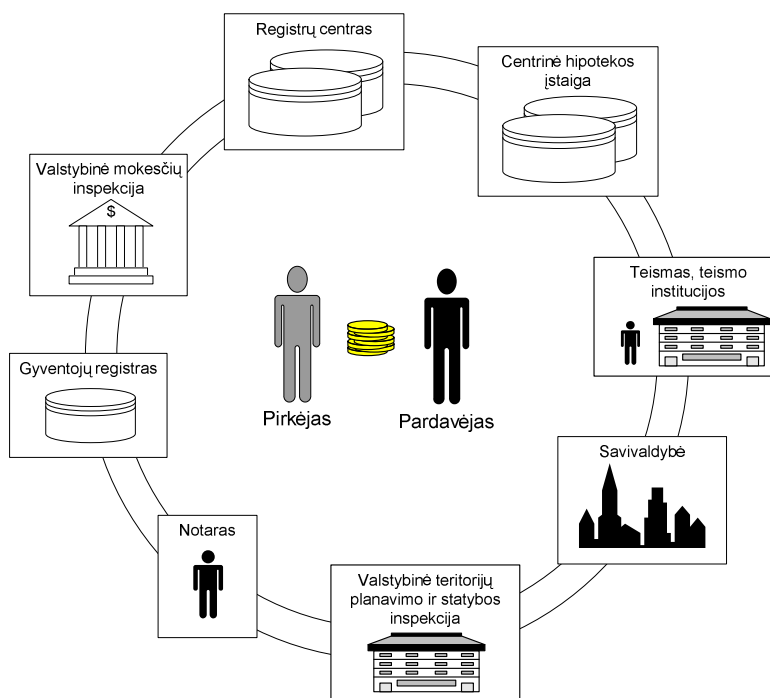 Registrų centras
Centrinė hipotekos
įstaiga
Valstybinė mokesčių
inspekcija
$
Teismas, teismo
institucijos
Gyventojų registras
Pirkėjas
Pardavėjas
Savivaldybė
Notaras
Valstybinė teritorijų
planavimo ir statybos
inspekcija